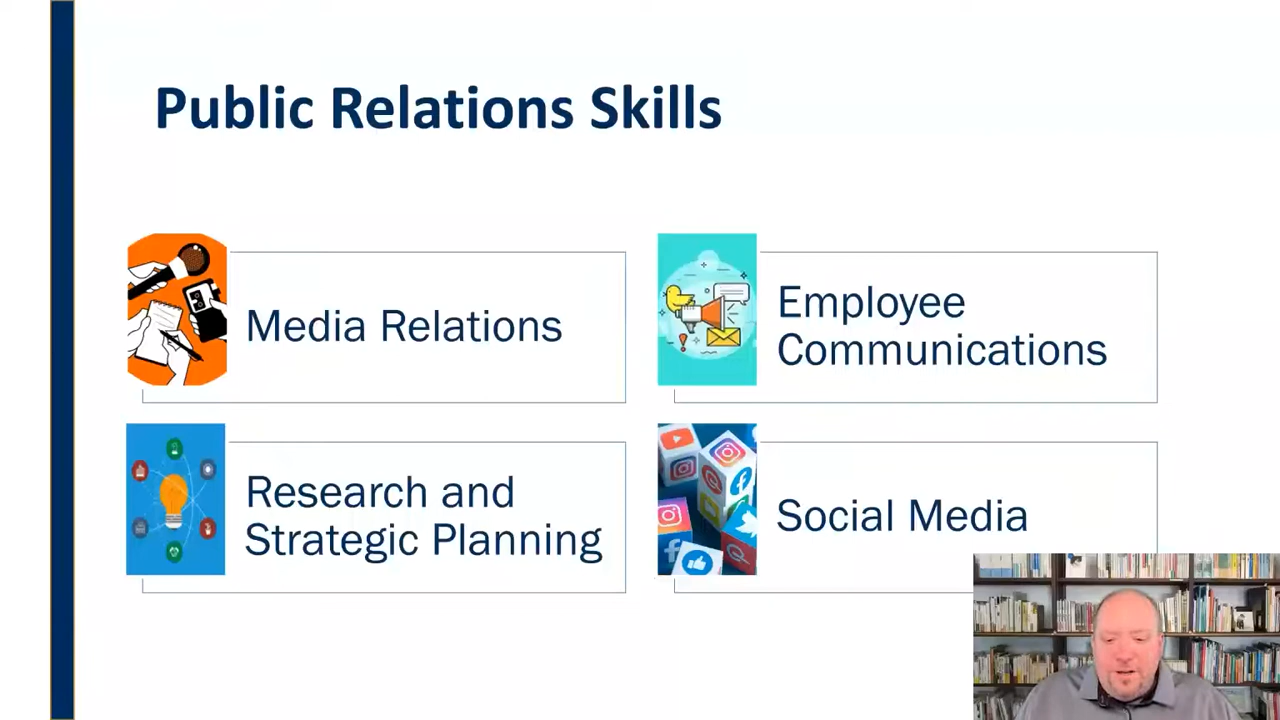 Public Relations Skills
Media Relations
Employee
Communications
Research and
Strategic Planning
Social Media